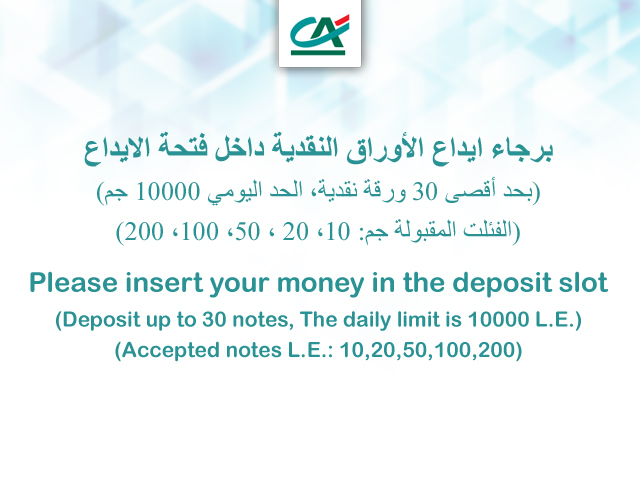 CA
برجاء ايداع الأوراق النقدية داخل فتحة الايداع
(بحد أقصى 30 ورقة نقدية، الحد اليومي 10000 جم)
(الفئلت المقبولة جم: 10، 20 ، 50، 100، 200)
Please insert your money in the deposit slot
(Deposit up to 30 notes, The daily limit is 10000 L.E.)
(Accepted notes L.E.: 10,20,50,100,200)